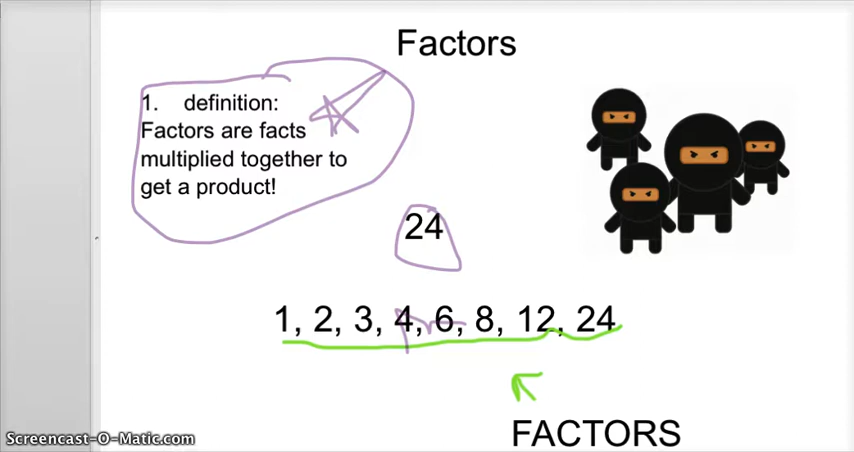 Factors
1. definition:
Factors are facts
multiplied together to
get a product!
24
1, 2, 3, 4, 6, 8, 12, 24
FACTORS
Screencast-O-Matic.com